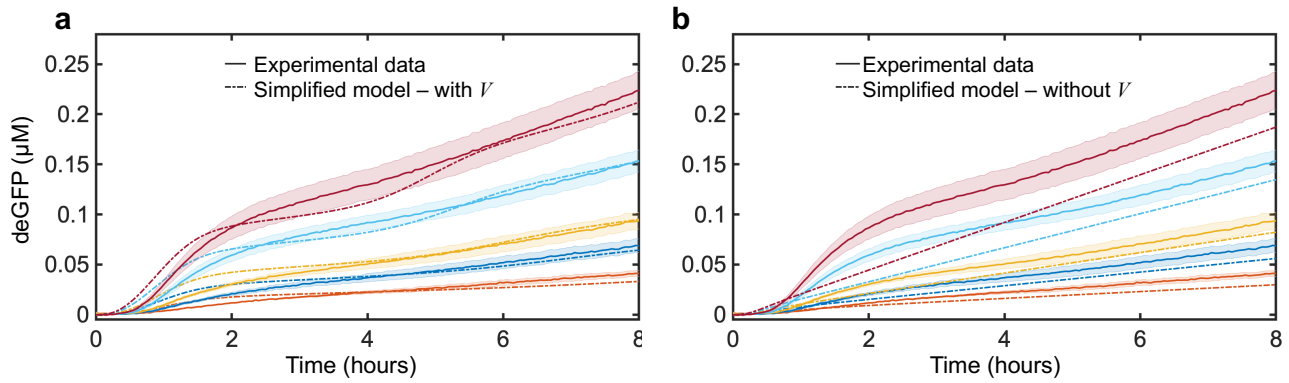 a
0.25
0.2
0.15
0.1
0.05
0
deGFP (μM)
Experimental data
Simplified model – with V
0 2 4 6 8
Time (hours)
b
0.25
0.2
0.15
0.1
0.05
0
Experimental data
Simplified model – without V
0 2 4 6 8
Time (hours)